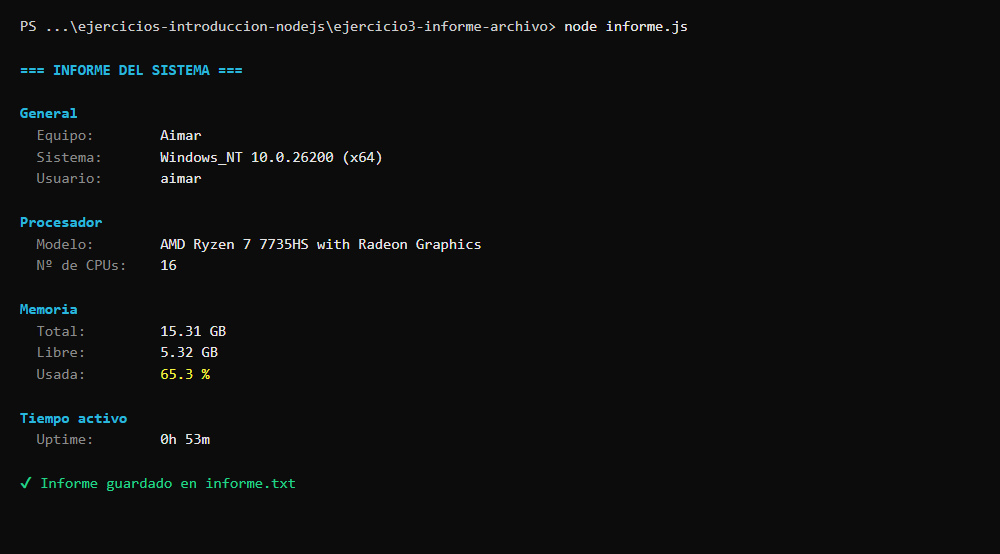 PS ...\ejercicios-introduccion-nodejs\ejercicio3-informe-archivo> node informe.js
=== INFORME DEL SISTEMA ===
General
Equipo: Aimar
Sistema: Windows_NT 10.0.26200 (x64)
Usuario: aimar
Procesador
Modelo: AMD Ryzen 7 7735HS with Radeon Graphics
Nº de CPUs: 16
Memoria
Total: 15.31 GB
Libre: 5.32 GB
Usada: 65.3 %
Tiempo activo
Uptime: 0h 53m
✓ Informe guardado en informe.txt